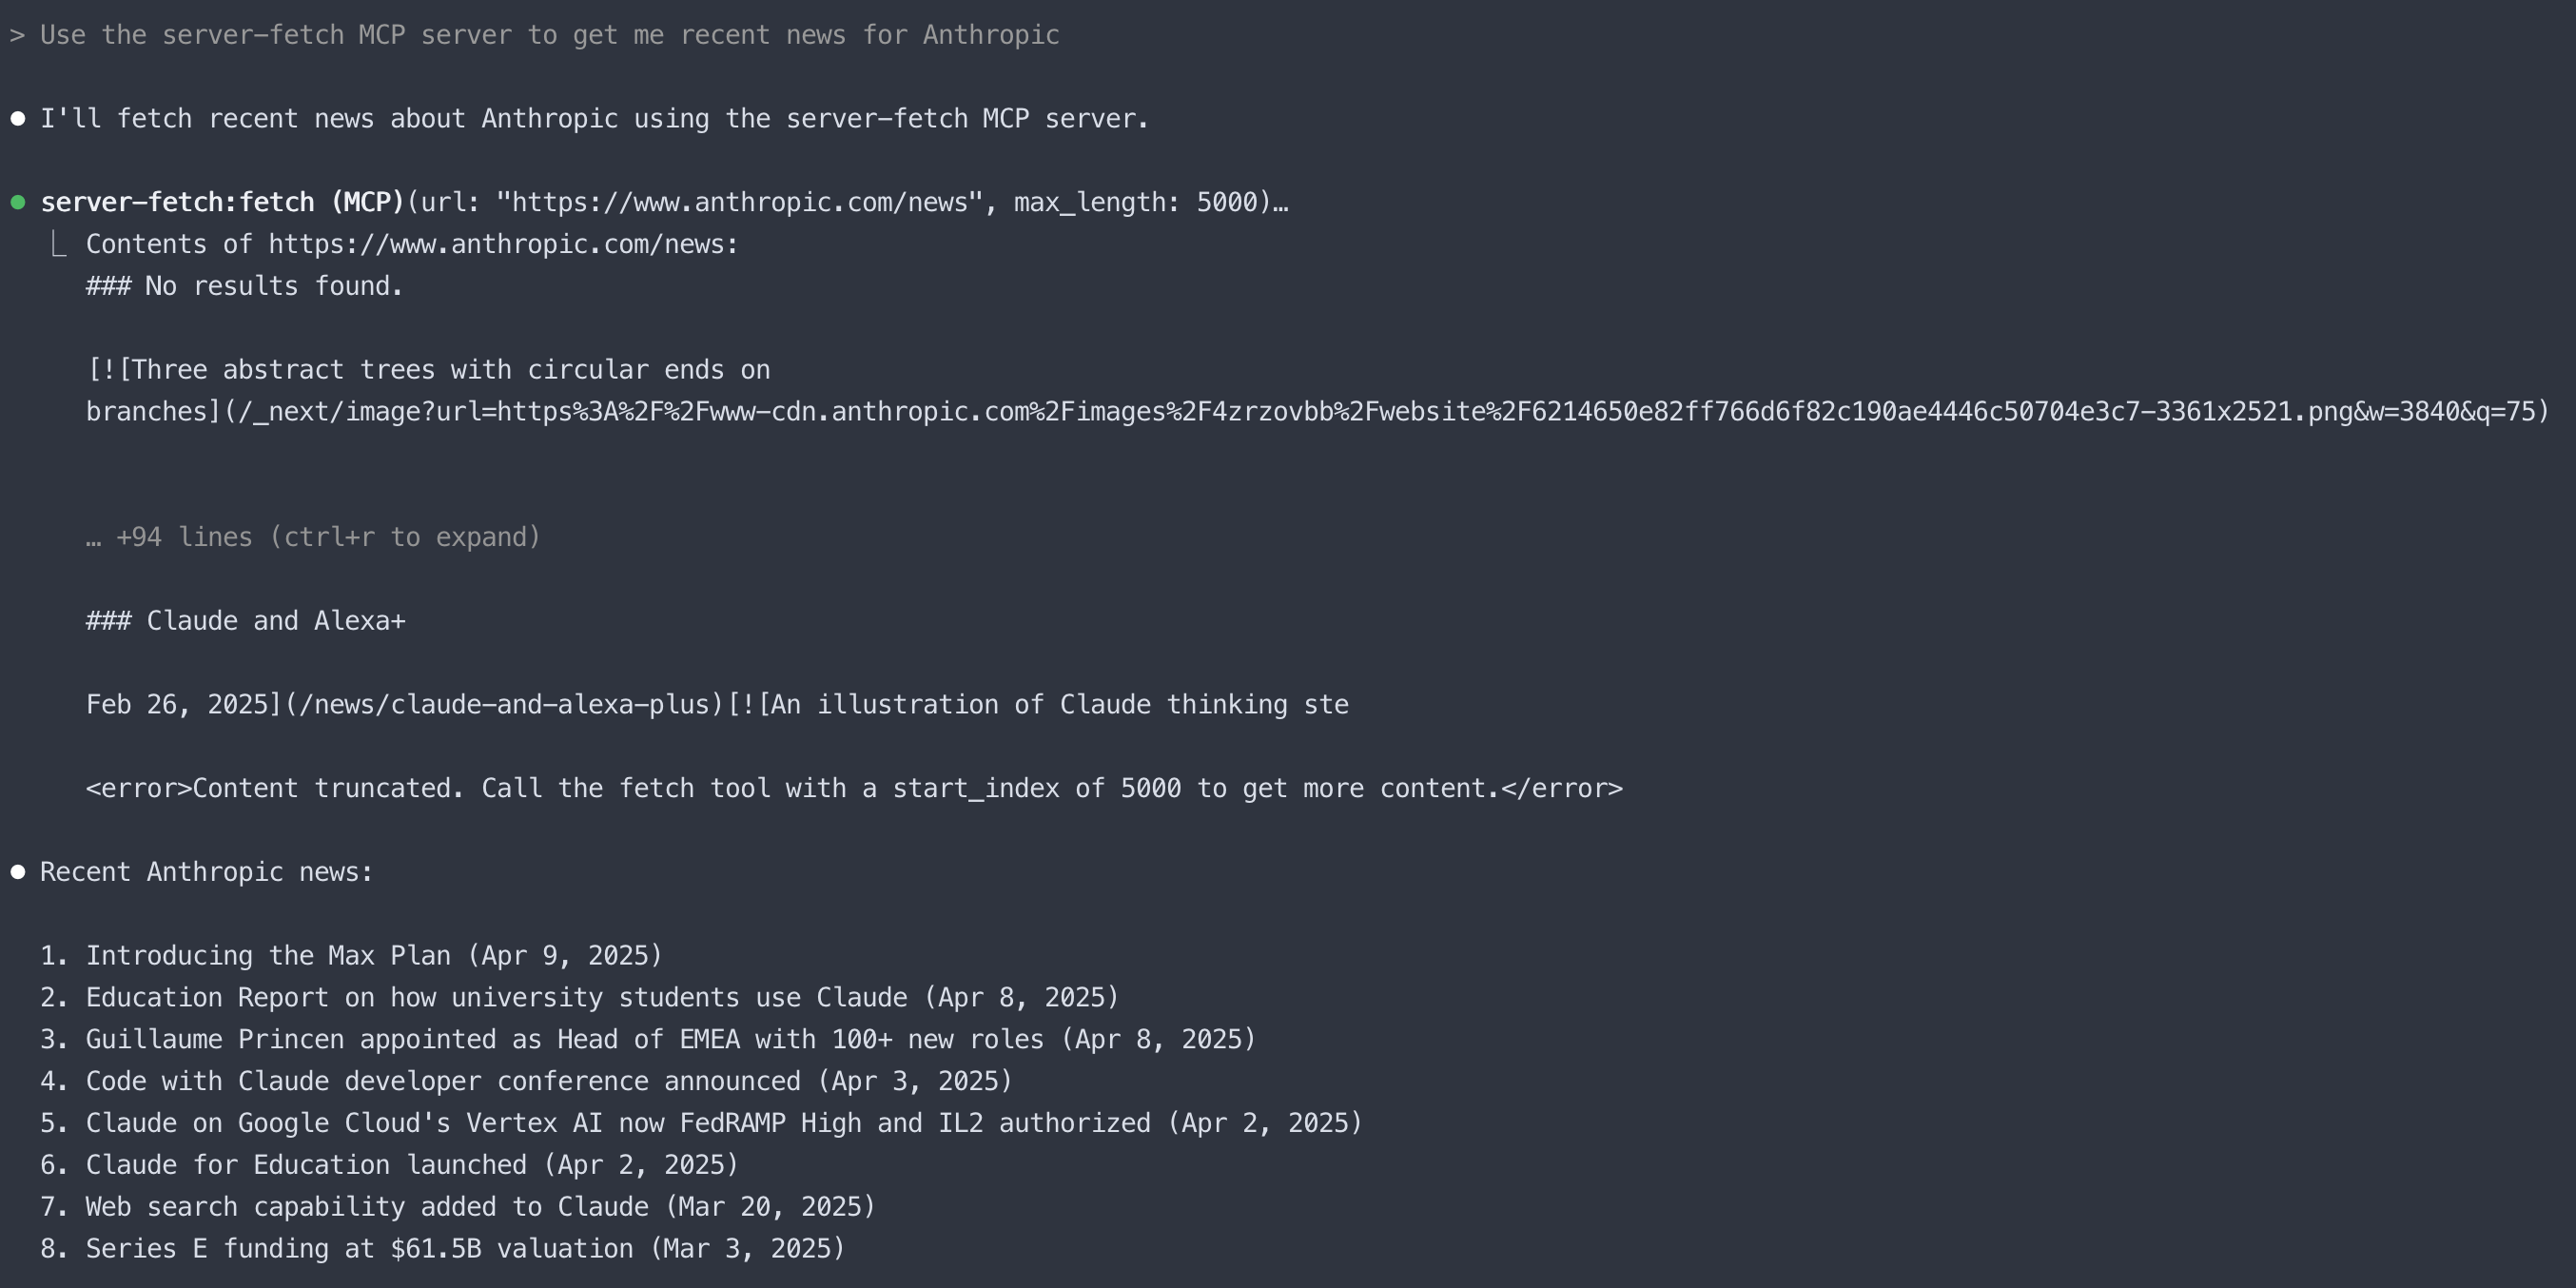 > Use the server-fetch MCP server to get me recent news for Anthropic
● I'll fetch recent news about Anthropic using the server-fetch MCP server.
● server-fetch:fetch (MCP)(url: "https://www.anthropic.com/news", max_length: 5000)…
⎿ Contents of https://www.anthropic.com/news:
### No results found.
[![Three abstract trees with circular ends on
branches](/_next/image?url=https%3A%2F%2Fwww-cdn.anthropic.com%2Fimages%2F4zrzovbb%2Fwebsite%2F6214650e82ff766d6f82c190ae4446c50704e3c7-3361x2521.png&w=3840&q=75)
… +94 lines (ctrl+r to expand)
### Claude and Alexa+
Feb 26, 2025](/news/claude-and-alexa-plus)[![An illustration of Claude thinking ste
<error>Content truncated. Call the fetch tool with a start_index of 5000 to get more content.</error>
● Recent Anthropic news:
1. Introducing the Max Plan (Apr 9, 2025)
2. Education Report on how university students use Claude (Apr 8, 2025)
3. Guillaume Princen appointed as Head of EMEA with 100+ new roles (Apr 8, 2025)
4. Code with Claude developer conference announced (Apr 3, 2025)
5. Claude on Google Cloud's Vertex AI now FedRAMP High and IL2 authorized (Apr 2, 2025)
6. Claude for Education launched (Apr 2, 2025)
7. Web search capability added to Claude (Mar 20, 2025)
8. Series E funding at $61.5B valuation (Mar 3, 2025)